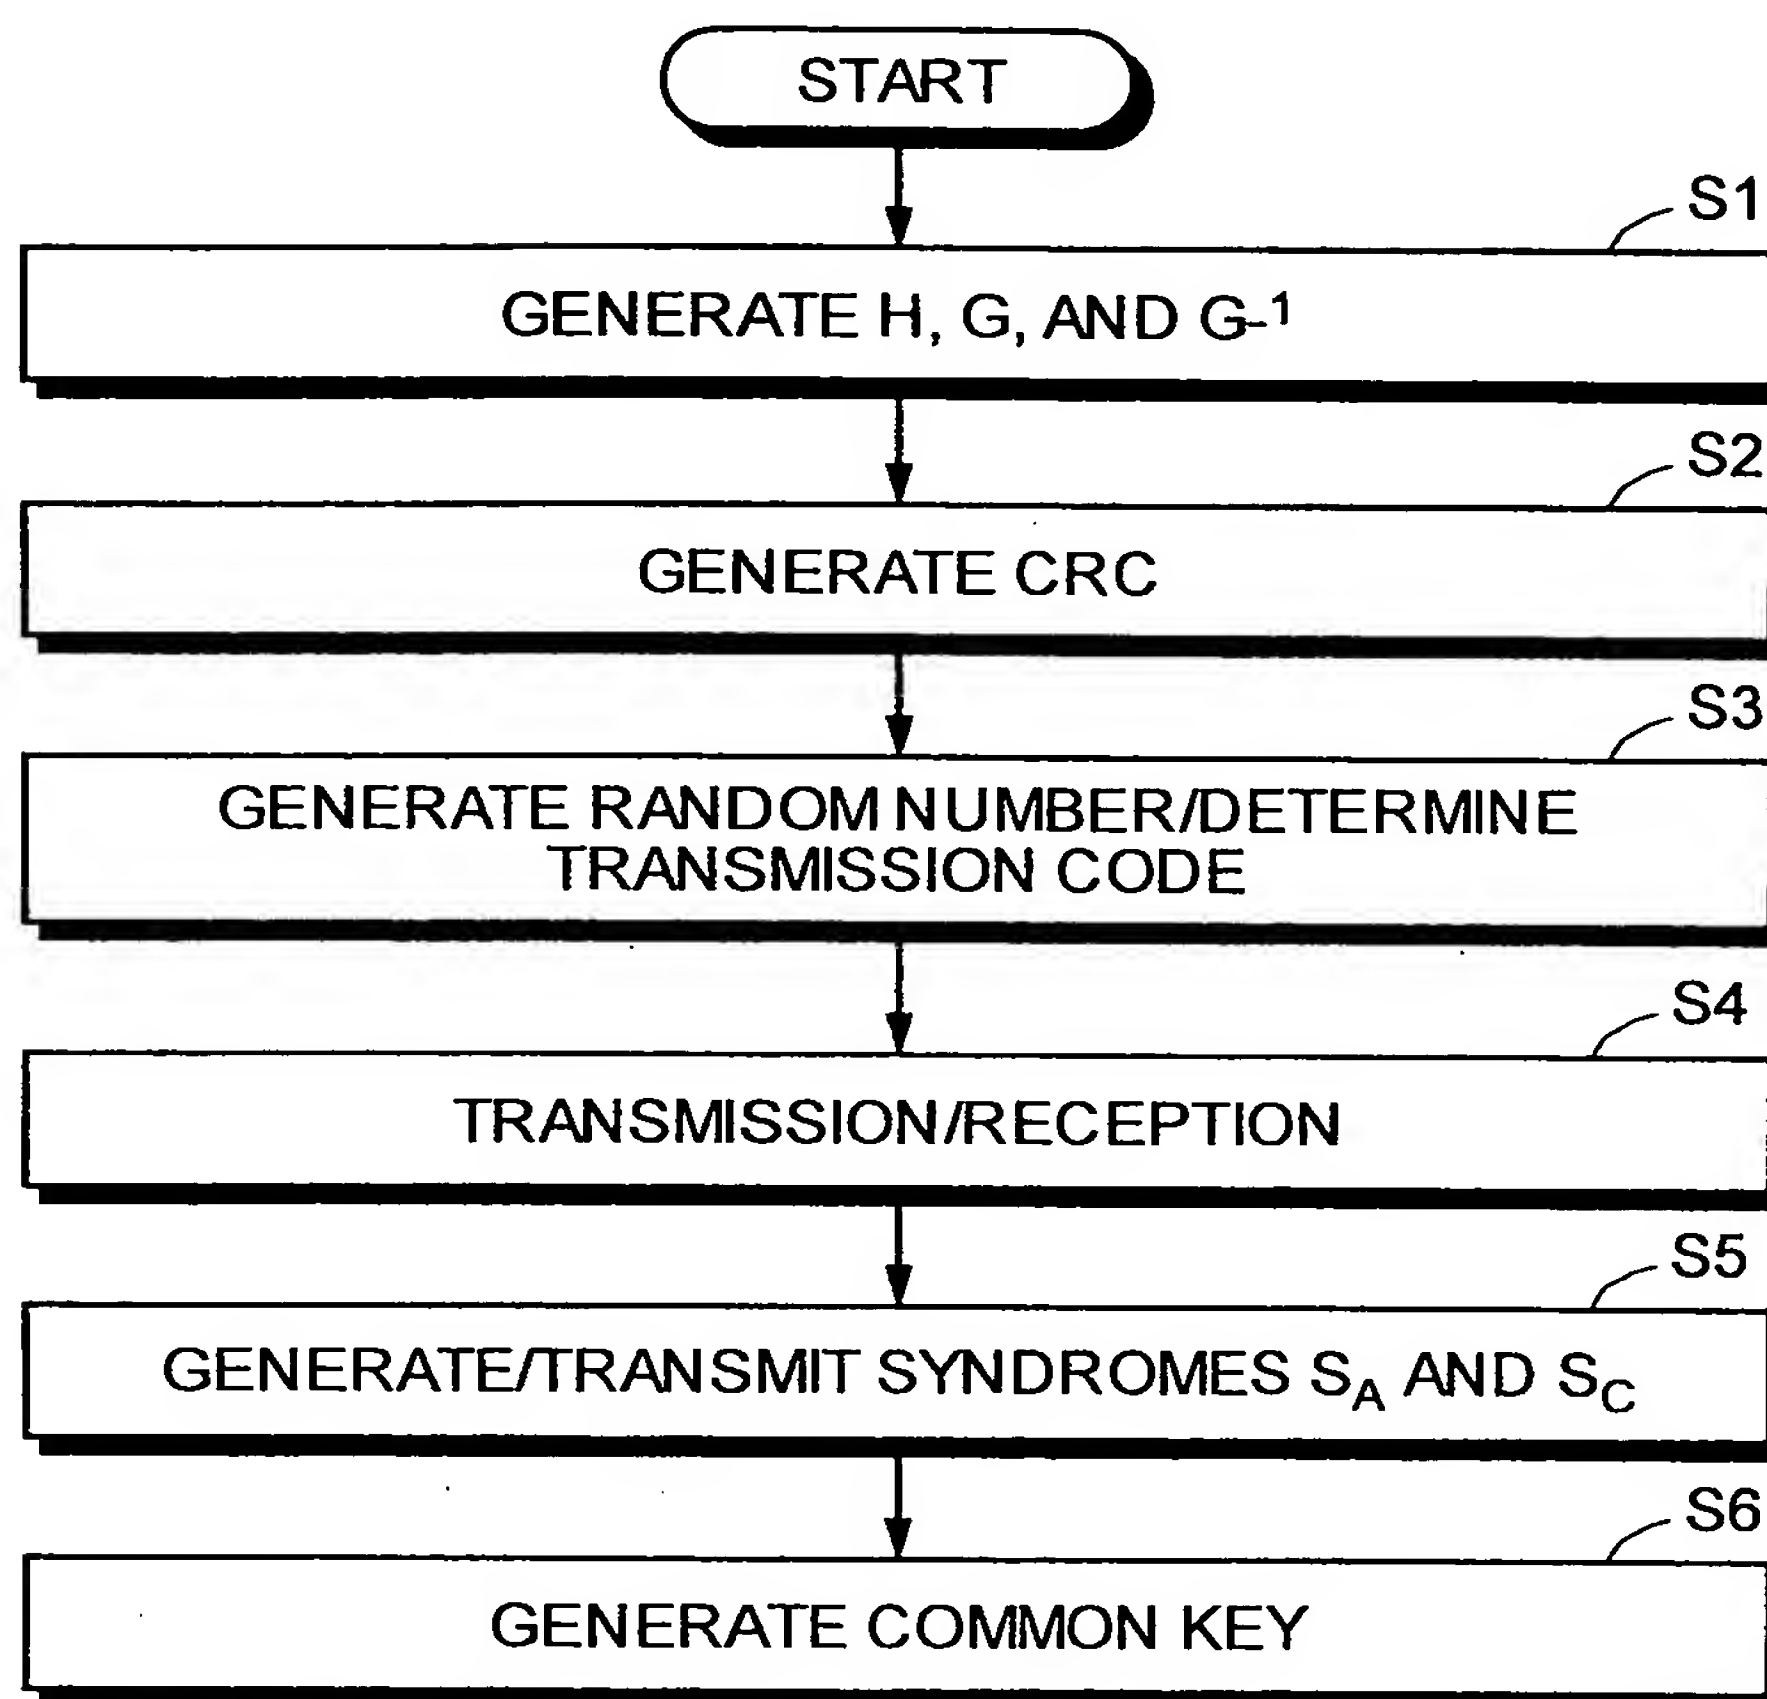 START
S1
GENERATE H, G, AND G-1
S2
GENERATE CRC
S3
GENERATE RANDOM NUMBER/DETERMINE
TRANSMISSION CODE
S4
TRANSMISSION/RECEPTION
S5
GENERATE/TRANSMIT SYNDROMES SA AND SC
S6
GENERATE COMMON KEY